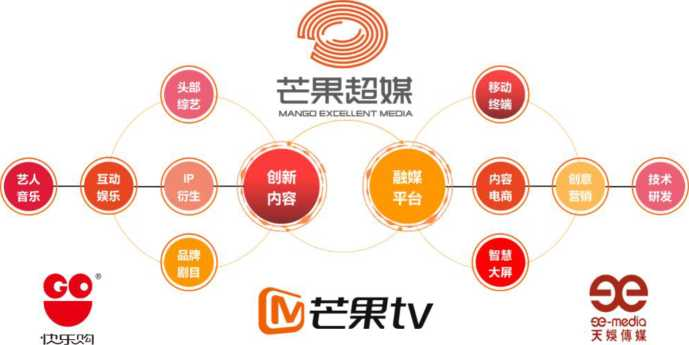 芒果超媒
MANGO EXCELLENT MEDIA
头部
综艺
移动
终端
艺人
音乐
互动
娱乐
IP
衍生
创新
内容
融媒
平台
内容
电商
创意
营销
技术
研发
品牌
剧目
智慧
大屏
GO®
快乐购
芒果tv
ee-media
天娱傳媒